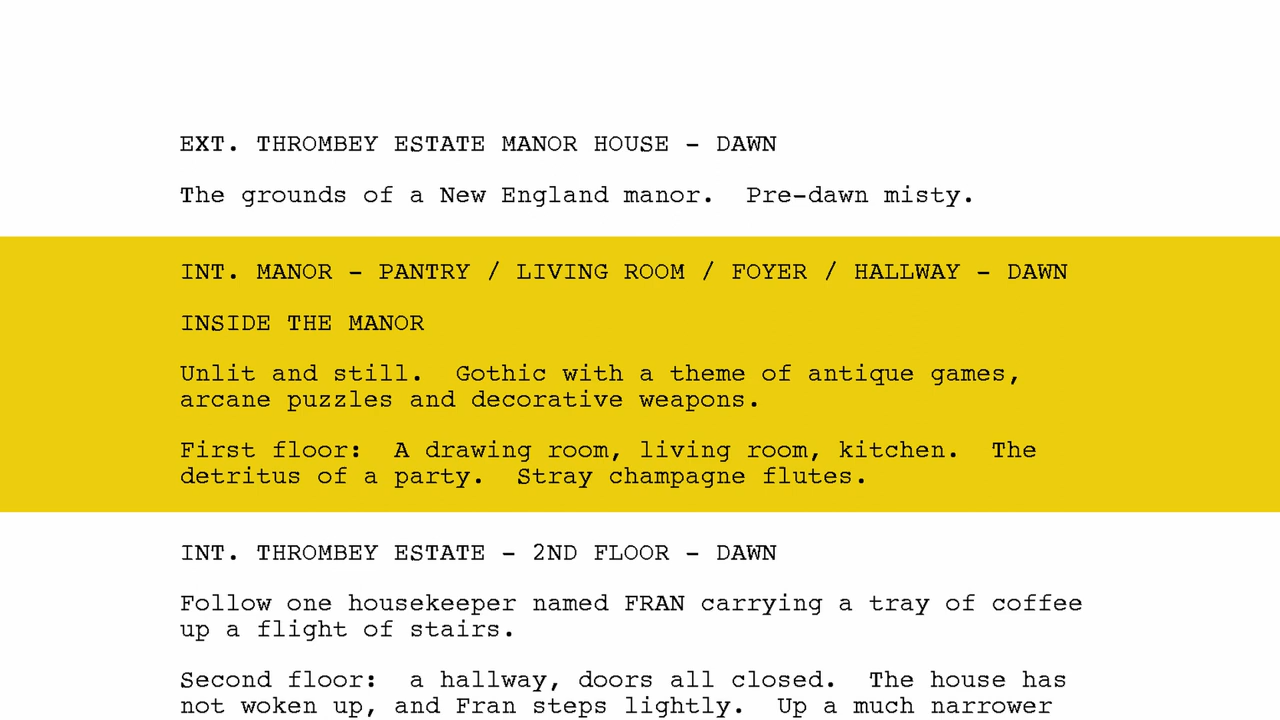 EXT. THROMBEY ESTATE MANOR HOUSE - DAWN
The grounds of a New England manor.  Pre-dawn misty.
INT. MANOR - PANTRY / LIVING ROOM / FOYER / HALLWAY - DAWN
INSIDE THE MANOR
Unlit and still.  Gothic with a theme of antique games,
arcane puzzles and decorative weapons.
First floor:  A drawing room, living room, kitchen.  The
detritus of a party.  Stray champagne flutes.
INT. THROMBEY ESTATE - 2ND FLOOR - DAWN
Follow one housekeeper named FRAN carrying a tray of coffee
up a flight of stairs.
Second floor:  a hallway, doors all closed.  The house has
not woken up, and Fran steps lightly.  Up a much narrower